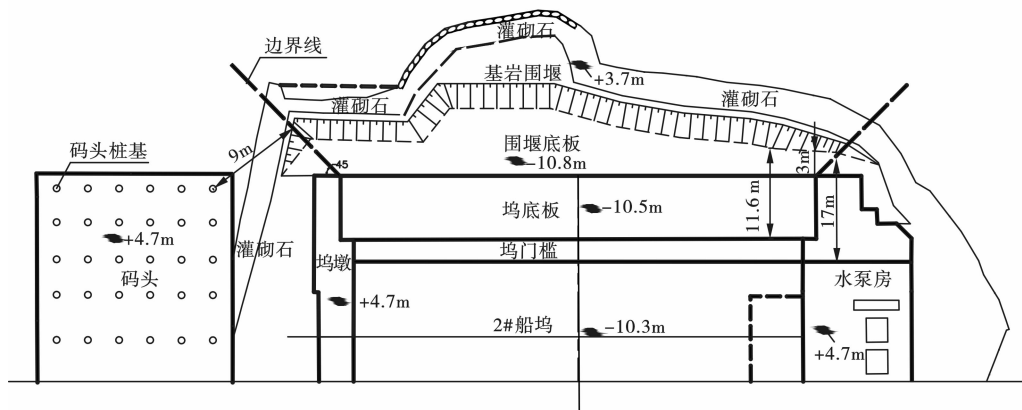 灌砌石
边界线
基岩围堰
+3.7m
灌砌石
灌砌石
码头桩基
9m
围堰底板
-10.8m
45
3m
11.6m
17m
坞底板
-10.5m
+4.7m
码头
灌砌石
坞墩
坞门槛
水泵房
+4.7m
2#船坞
-10.3m
+4.7m